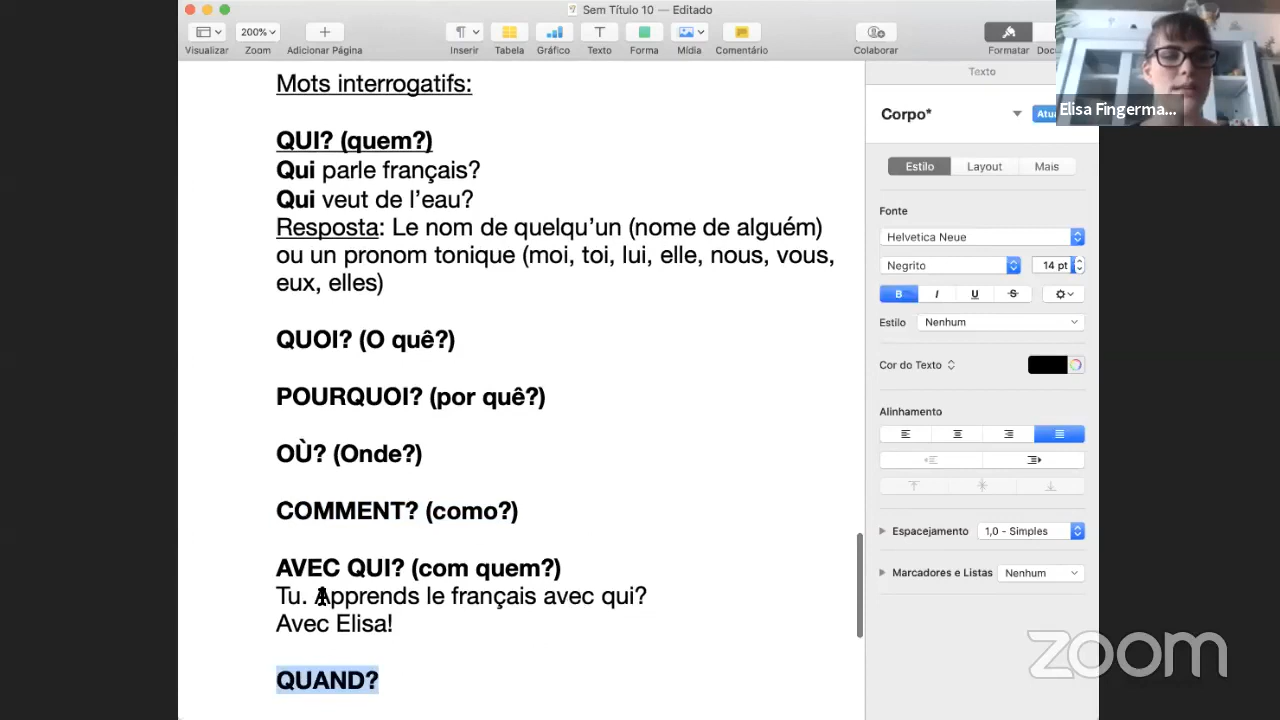 Sem Título 10 — Editado
200%
Visualizar Zoom Adicionar Página Inserir Tabela Gráfico Texto Forma Mídia Comentário Colaborar Formatar
Texto
Elisa Fingerma...
Mots interrogatifs:
QUI? (quem?)
Qui parle français?
Qui veut de l’eau?
Resposta: Le nom de quelqu’un (nome de alguém)
ou un pronom tonique (moi, toi, lui, elle, nous, vous,
eux, elles)
QUOI? (O quê?)
POURQUOI? (por quê?)
OÙ? (Onde?)
COMMENT? (como?)
AVEC QUI? (com quem?)
Tu. Apprends le français avec qui?
Avec Elisa!
QUAND?
Corpo*
Estilo Layout Mais
Fonte
Helvetica Neue
Negrito 14 pt
B I U S
Estilo Nenhum
Cor do Texto
Alinhamento
Espacejamento 1,0 - Simples
Marcadores e Listas Nenhum
zoom